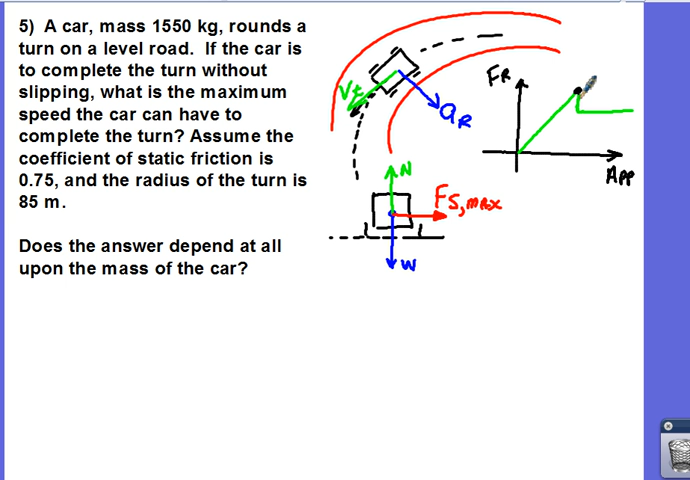 5) A car, mass 1550 kg, rounds a
turn on a level road. If the car is
to complete the turn without
slipping, what is the maximum
speed the car can have to
complete the turn? Assume the
coefficient of static friction is
0.75, and the radius of the turn is
85 m.
Does the answer depend at all
upon the mass of the car?
Vt
aR
N
Fs, max
W
FR
App